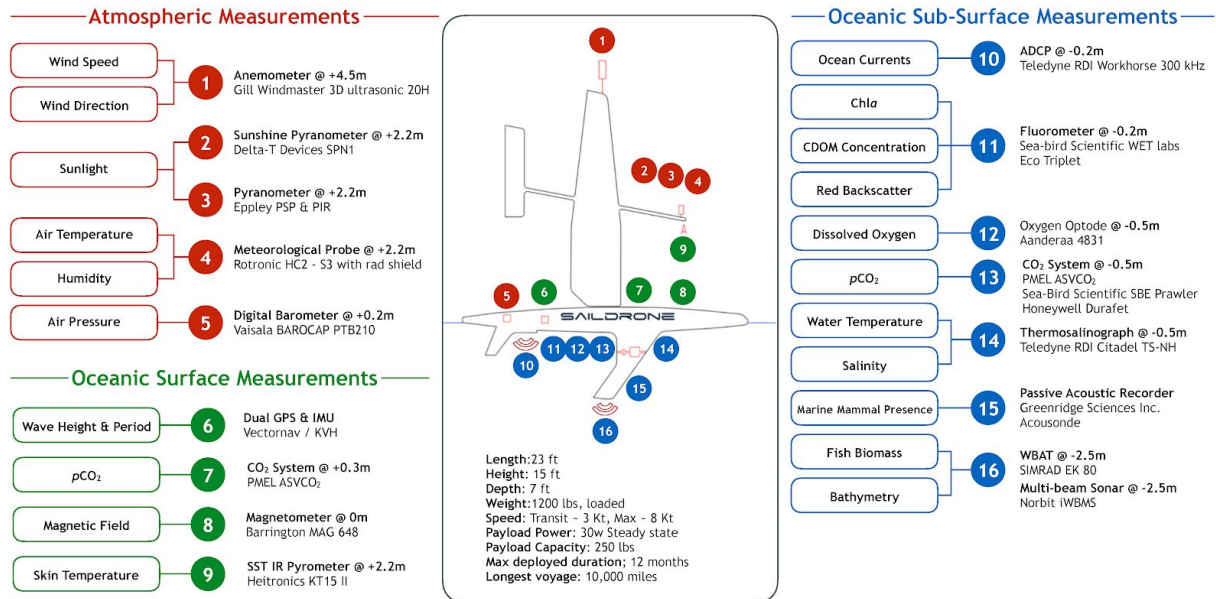 Atmospheric Measurements
Wind Speed
Wind Direction
1
Anemometer @ +4.5m
Gill Windmaster 3D ultrasonic 20H
Sunlight
2
Sunshine Pyranometer @ +2.2m
Delta-T Devices SPN1
3
Pyranometer @ +2.2m
Eppley PSP & PIR
Air Temperature
Humidity
4
Meteorological Probe @ +2.2m
Rotronic HC2 - S3 with rad shield
Air Pressure
5
Digital Barometer @ +0.2m
Vaisala BAROCAP PTB210
Oceanic Surface Measurements
Wave Height & Period
6
Dual GPS & IMU
Vectornav / KVH
pCO₂
7
CO₂ System @ +0.3m
PMEL ASVCO₂
Magnetic Field
8
Magnetometer @ 0m
Barrington MAG 648
Skin Temperature
9
SST IR Pyrometer @ +2.2m
Heitronics KT15 II
1
2 3 4
9
5 6 7 8
SAILDRONE
10 11 12 13 14
15
16
Length:23 ft
Height: 15 ft
Depth: 7 ft
Weight:1200 lbs, loaded
Speed: Transit ~ 3 Kt, Max ~ 8 Kt
Payload Power: 30w Steady state
Payload Capacity: 250 lbs
Max deployed duration; 12 months
Longest voyage: 10,000 miles
Oceanic Sub-Surface Measurements
Ocean Currents
10
ADCP @ -0.2m
Teledyne RDI Workhorse 300 kHz
Chla
CDOM Concentration
Red Backscatter
11
Fluorometer @ -0.2m
Sea-bird Scientific WET labs
Eco Triplet
Dissolved Oxygen
12
Oxygen Optode @ -0.5m
Aanderaa 4831
pCO₂
13
CO₂ System @ -0.5m
PMEL ASVCO₂
Sea-Bird Scientific SBE Prawler
Honeywell Durafet
Water Temperature
Salinity
14
Thermosalinograph @ -0.5m
Teledyne RDI Citadel TS-NH
Marine Mammal Presence
15
Passive Acoustic Recorder
Greenridge Sciences Inc.
Acousonde
Fish Biomass
Bathymetry
16
WBAT @ -2.5m
SIMRAD EK 80
Multi-beam Sonar @ -2.5m
Norbit iWBMS